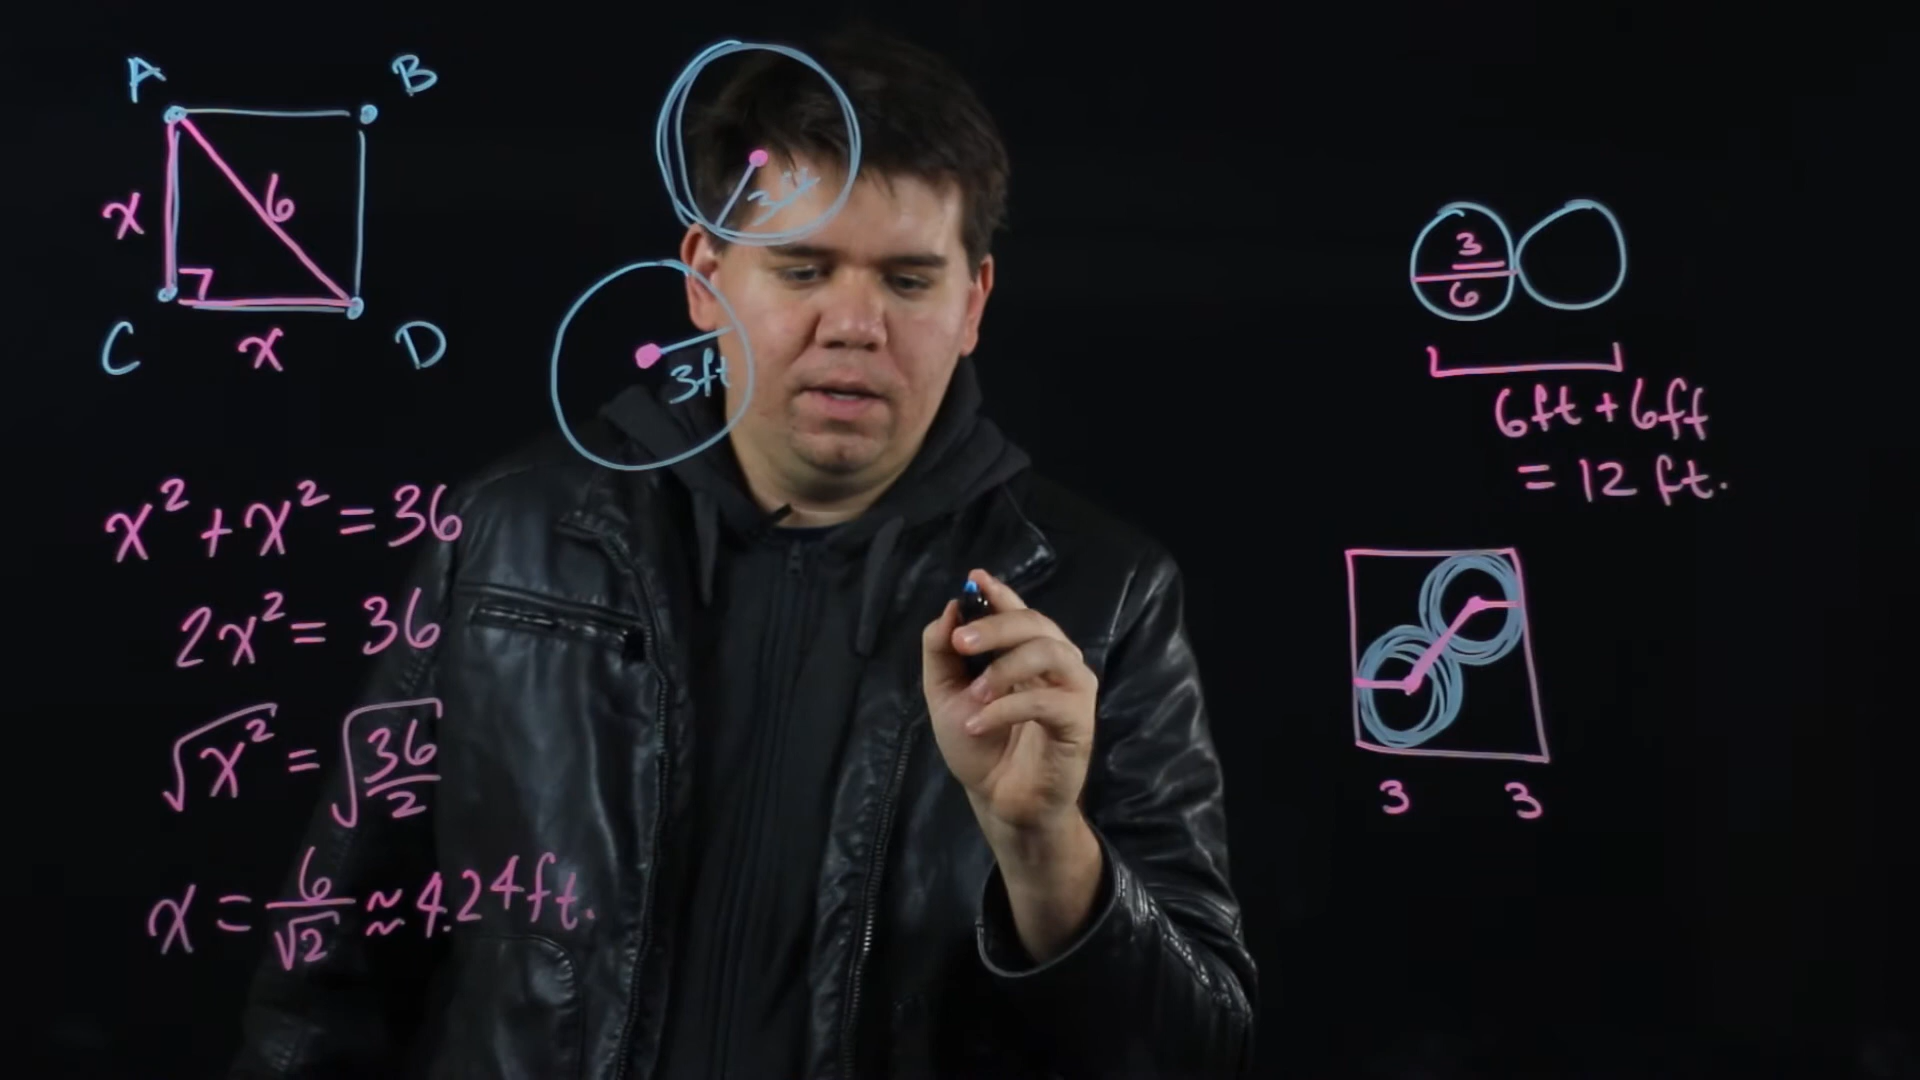 A
B
x
6
C
x
D
x² + x² = 36
2x² = 36
√x² = √36/2
x = 6/√2 ≈ 4.24 ft.
3ft
3ft
3
6
6ft + 6ft
= 12 ft.
3 3